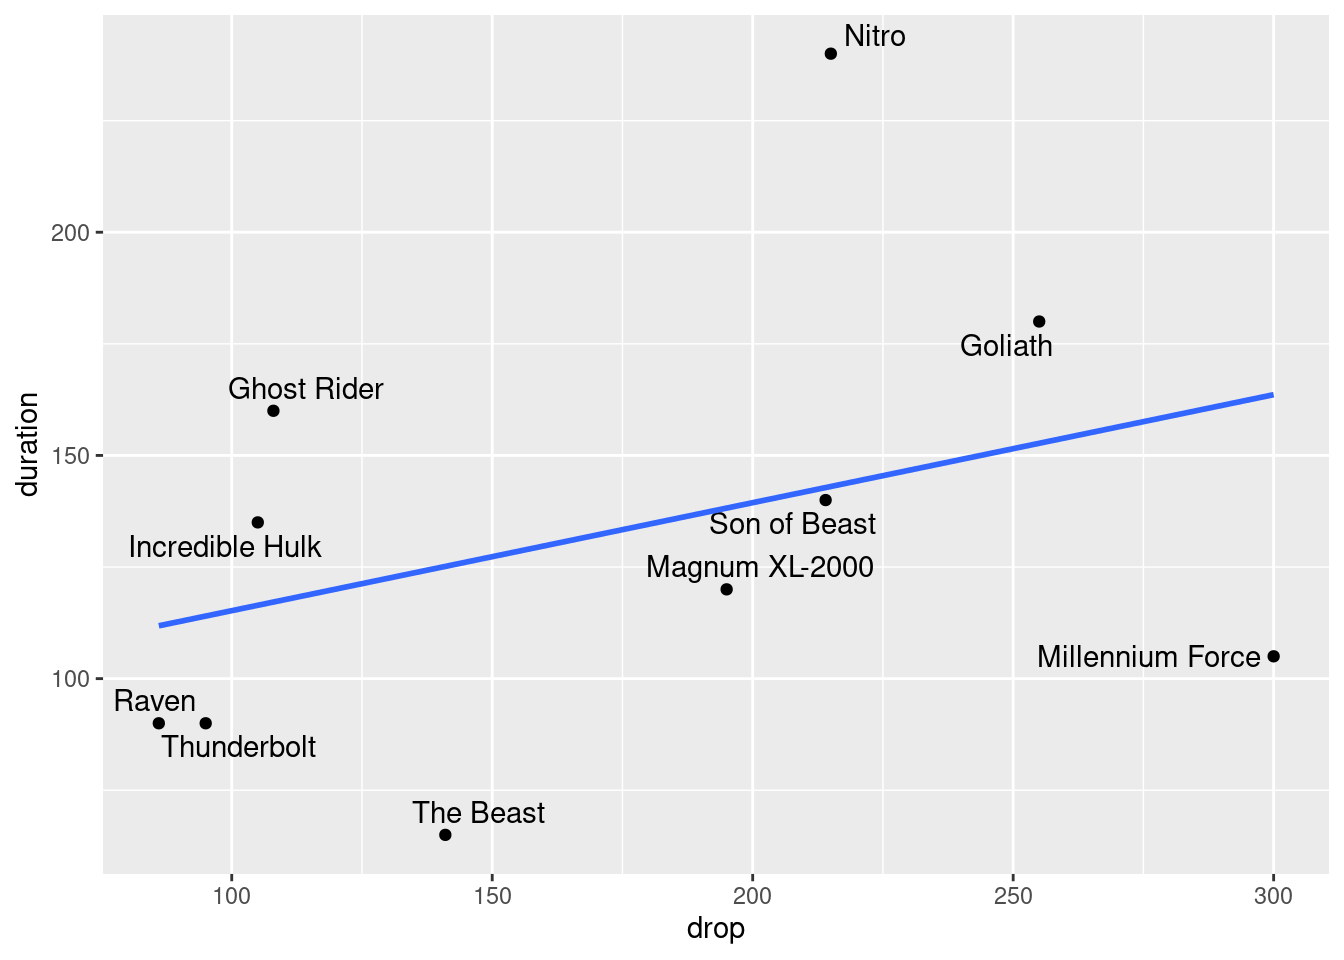 Nitro
200
Goliath
Ghost Rider
duration
150
Son of Beast
Incredible Hulk
Magnum XL-2000
Millennium Force
100
Raven
Thunderbolt
The Beast
100
150
200
250
300
drop